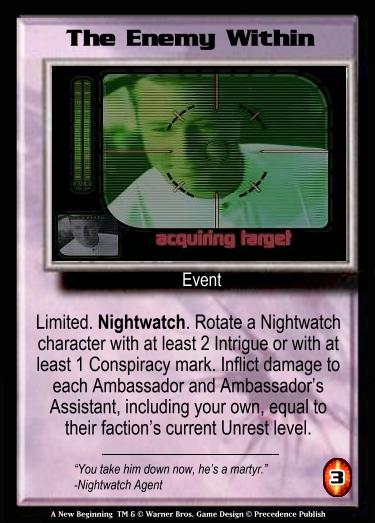 The Enemy Within
acquiring target
Event
Limited. Nightwatch. Rotate a Nightwatch
character with at least 2 Intrigue or with at
least 1 Conspiracy mark. Inflict damage to
each Ambassador and Ambassador's
Assistant, including your own, equal to
their faction's current Unrest level.
"You take him down now, he's a martyr."
-Nightwatch Agent
3
A New Beginning TM & © Warner Bros. Game Design © Precedence Publish